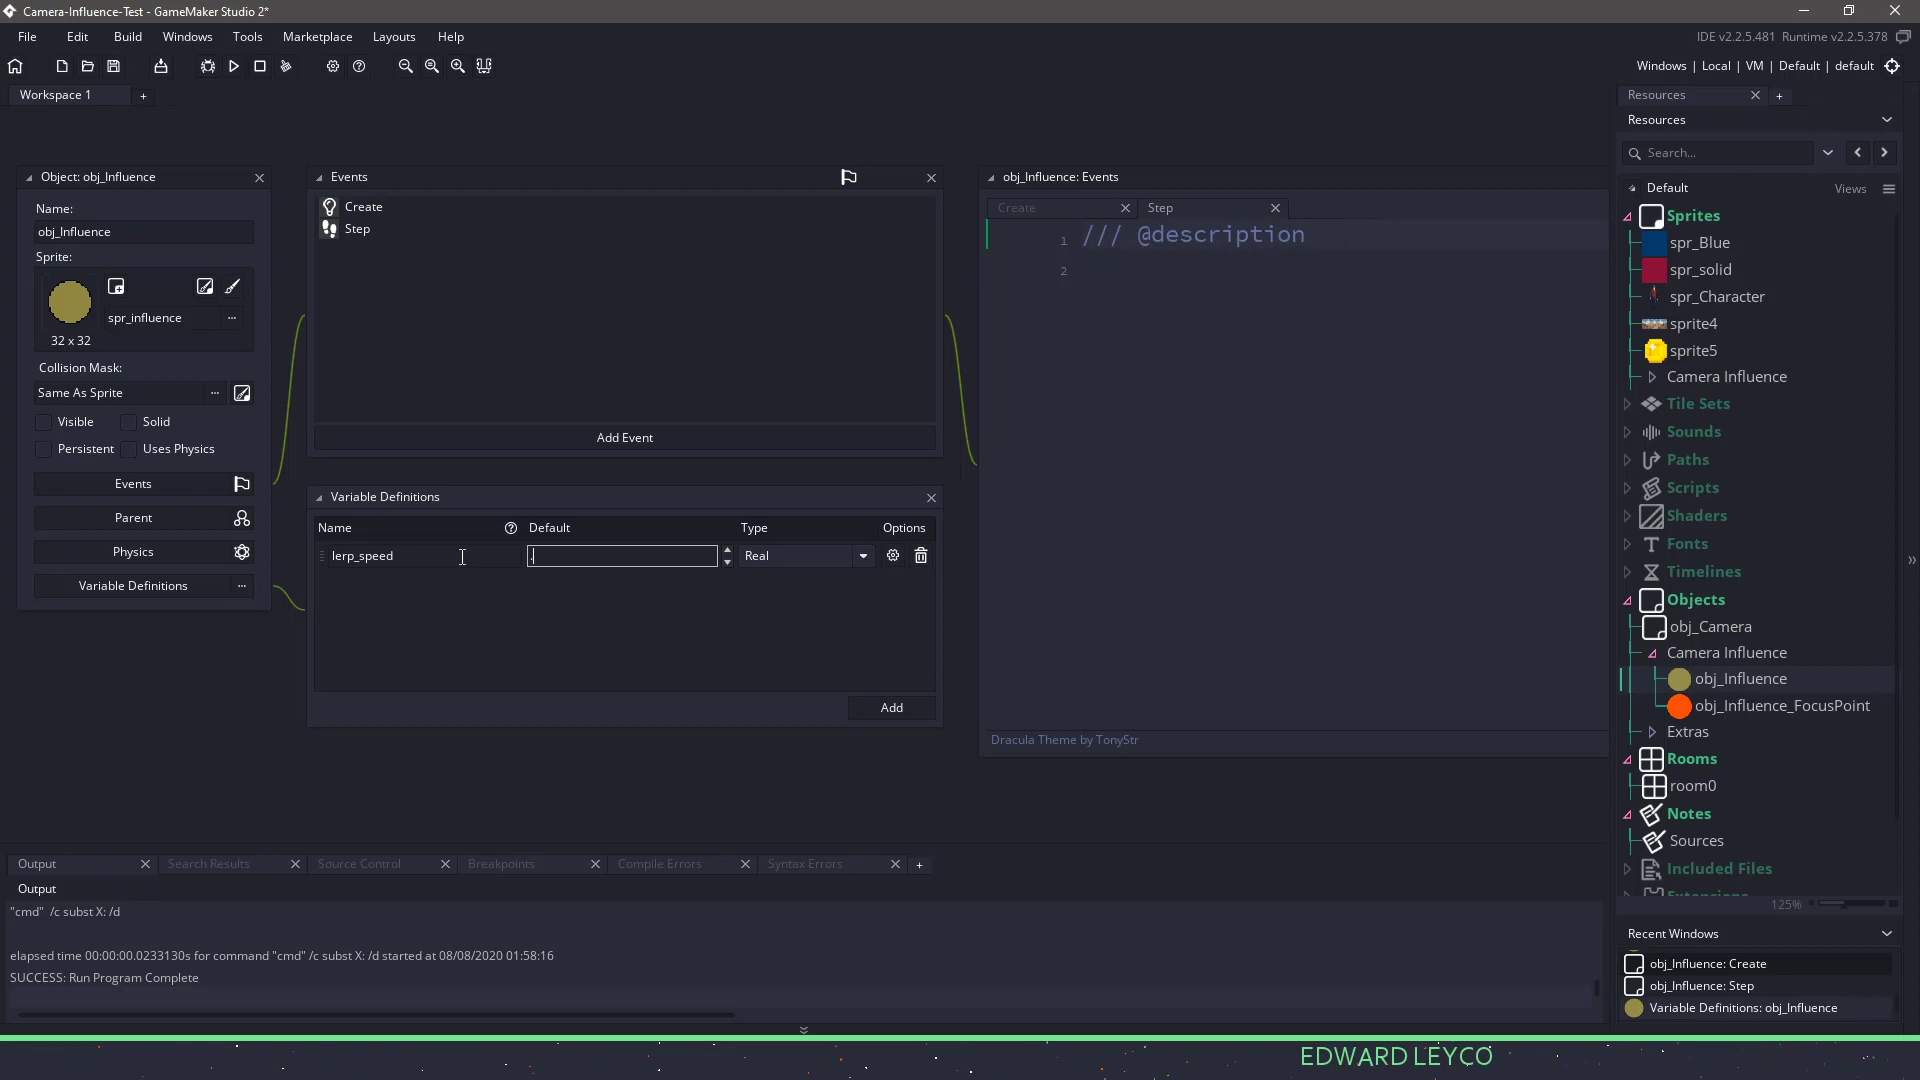 Camera-Influence-Test - GameMaker Studio 2*
File Edit Build Windows Tools Marketplace Layouts Help
IDE v2.2.5.481 Runtime v2.2.5.378
Windows | Local | VM | Default | default
Workspace 1
Resources
Resources
Search...
Object: obj_Influence
Name:
obj_Influence
Sprite:
spr_influence
32 x 32
Collision Mask:
Same As Sprite
Visible Solid
Persistent Uses Physics
Events
Parent
Physics
Variable Definitions
Events
Create
Step
Add Event
Variable Definitions
Name Default Type Options
lerp_speed . Real
Add
obj_Influence: Events
Create Step
1 /// @description
2
Dracula Theme by TonyStr
Default Views
Sprites
spr_Blue
spr_solid
spr_Character
sprite4
sprite5
Camera Influence
Tile Sets
Sounds
Paths
Scripts
Shaders
Fonts
Timelines
Objects
obj_Camera
Camera Influence
obj_Influence
obj_Influence_FocusPoint
Extras
Rooms
room0
Notes
Sources
Included Files
Extensions
125%
Recent Windows
obj_Influence: Create
obj_Influence: Step
Variable Definitions: obj_Influence
Output Search Results Source Control Breakpoints Compile Errors Syntax Errors
Output
"cmd" /c subst X: /d
elapsed time 00:00:00.0233130s for command "cmd" /c subst X: /d started at 08/08/2020 01:58:16
SUCCESS: Run Program Complete
EDWARD LEYCO